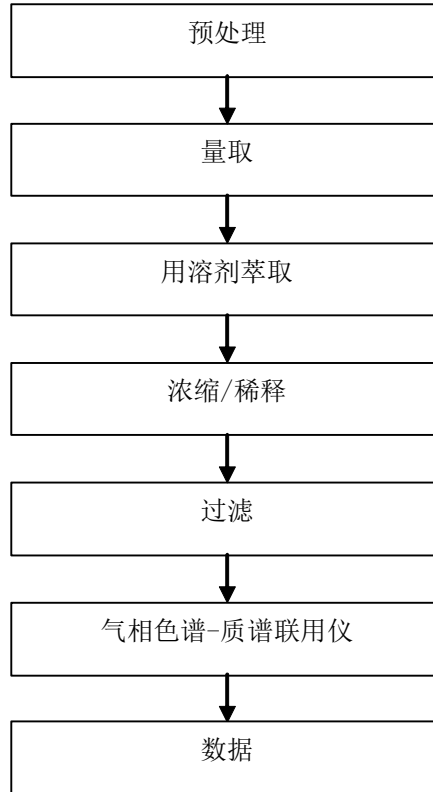 预处理
量取
用溶剂萃取
浓缩/稀释
过滤
气相色谱-质谱联用仪
数据